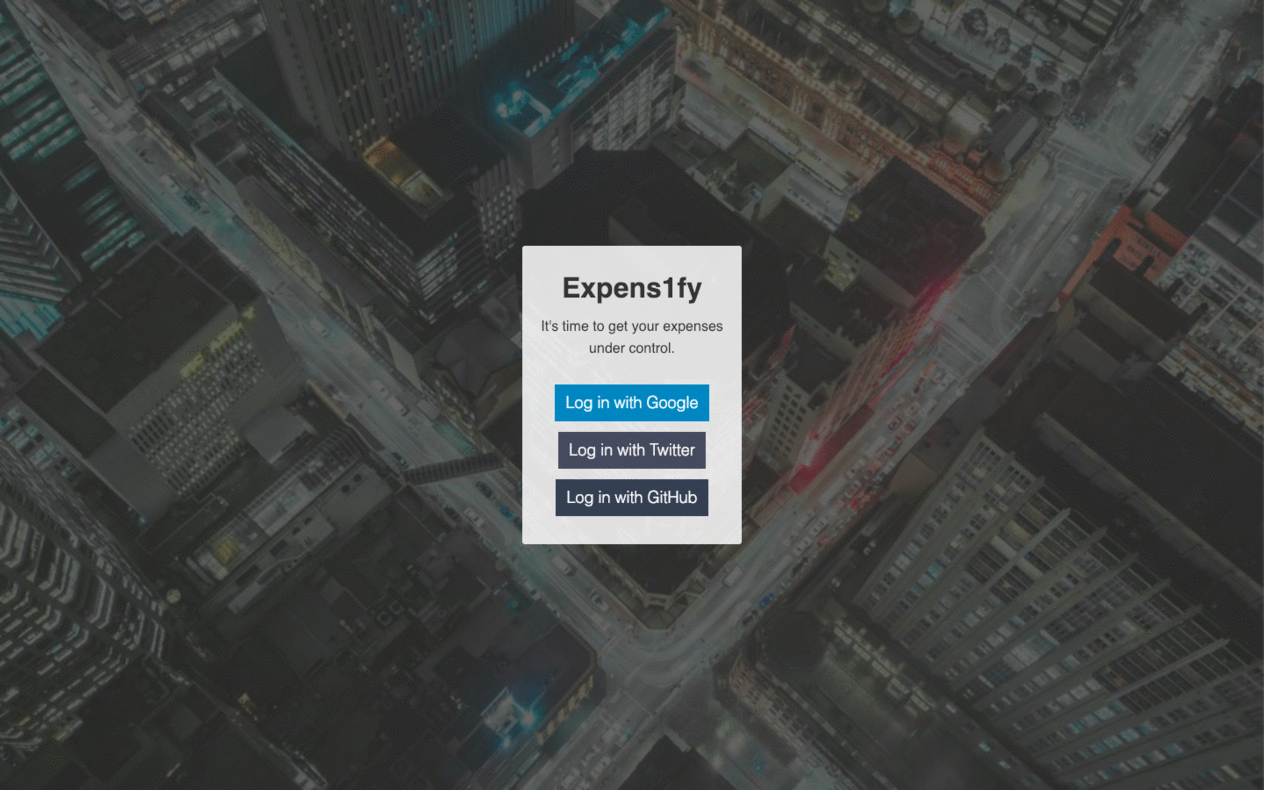 Expens1fy
It's time to get your expenses
under control.
Log in with Google
Log in with Twitter
Log in with GitHub